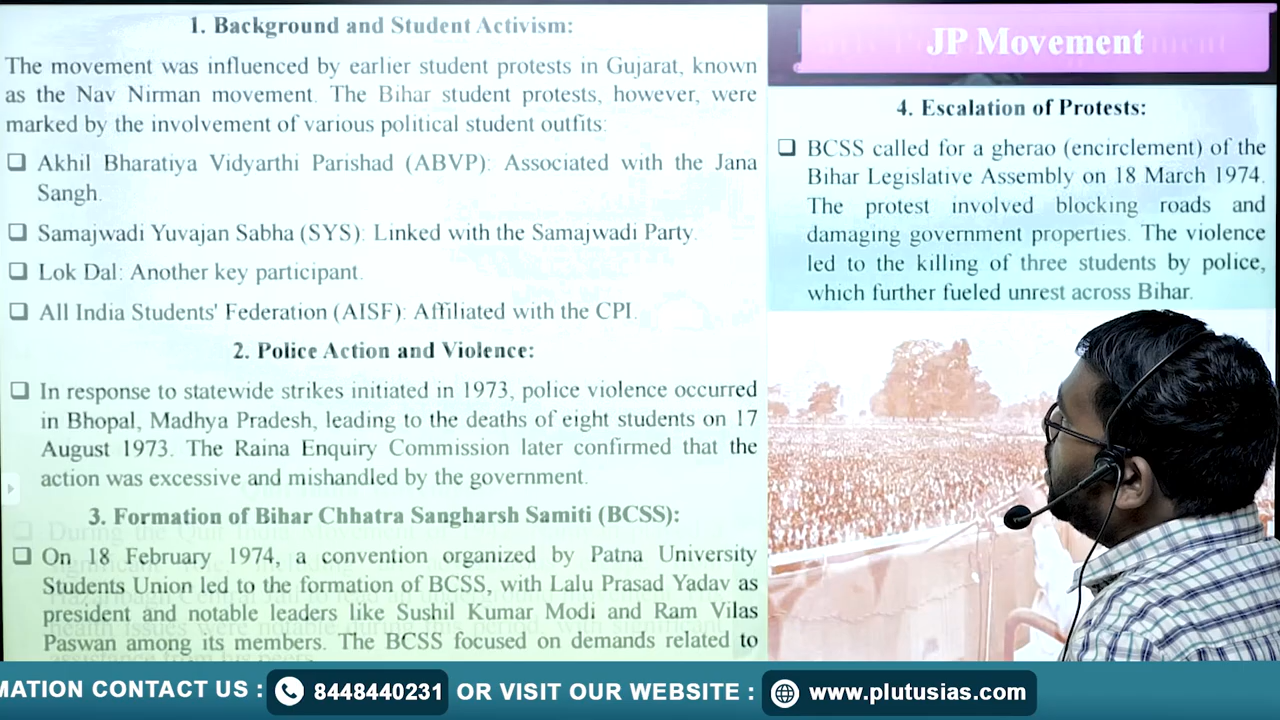 1. Background and Student Activism:
The movement was influenced by earlier student protests in Gujarat, known
as the Nav Nirman movement. The Bihar student protests, however, were
marked by the involvement of various political student outfits:
❑ Akhil Bharatiya Vidyarthi Parishad (ABVP): Associated with the Jana
Sangh.
❑ Samajwadi Yuvajan Sabha (SYS): Linked with the Samajwadi Party.
❑ Lok Dal: Another key participant.
❑ All India Students' Federation (AISF): Affiliated with the CPI.
2. Police Action and Violence:
❑ In response to statewide strikes initiated in 1973, police violence occurred
in Bhopal, Madhya Pradesh, leading to the deaths of eight students on 17
August 1973. The Raina Enquiry Commission later confirmed that the
action was excessive and mishandled by the government.
3. Formation of Bihar Chhatra Sangharsh Samiti (BCSS):
❑ On 18 February 1974, a convention organized by Patna University
Students Union led to the formation of BCSS, with Lalu Prasad Yadav as
president and notable leaders like Sushil Kumar Modi and Ram Vilas
Paswan among its members. The BCSS focused on demands related to
JP Movement
4. Escalation of Protests:
❑ BCSS called for a gherao (encirclement) of the
Bihar Legislative Assembly on 18 March 1974.
The protest involved blocking roads and
damaging government properties. The violence
led to the killing of three students by police,
which further fueled unrest across Bihar.
MATION CONTACT US : 8448440231 OR VISIT OUR WEBSITE : www.plutusias.com